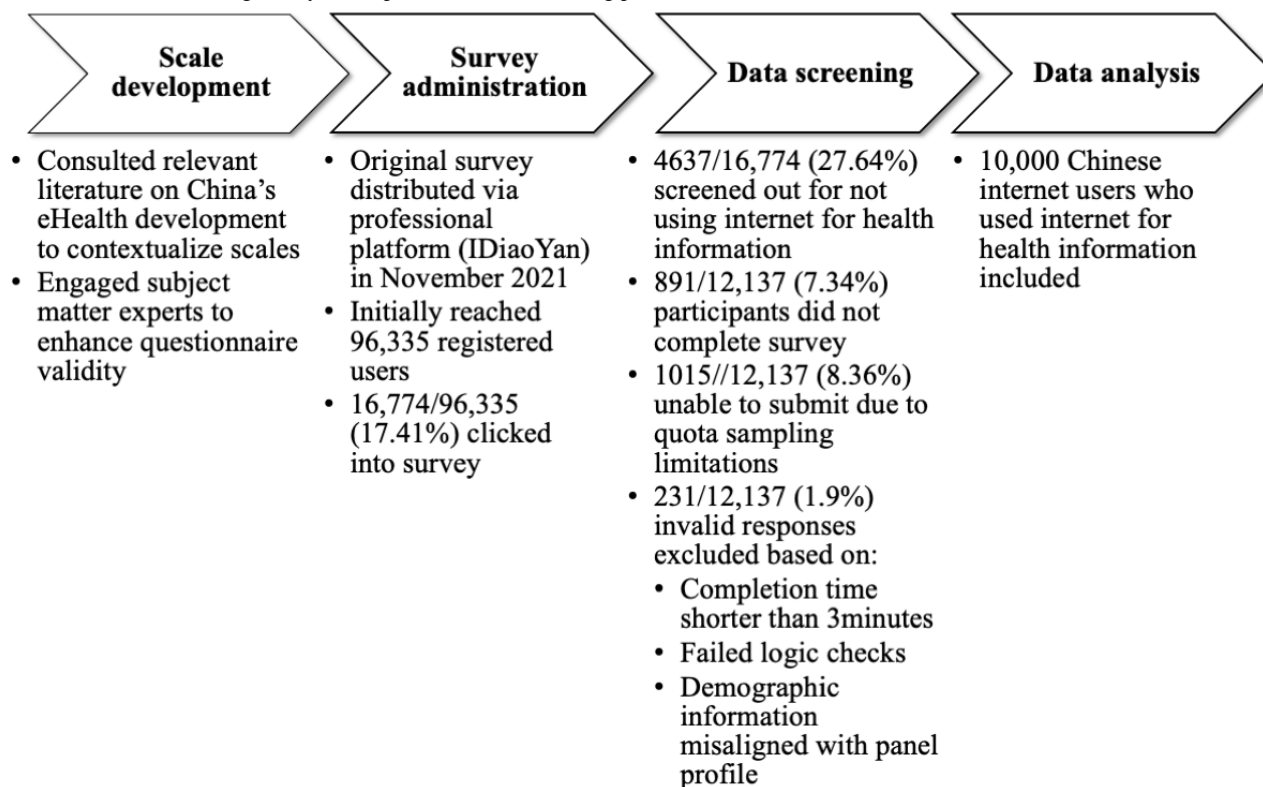 Scale
development
Survey
administration
Data screening
Data analysis
• Consulted relevant
literature on China's
eHealth development
to contextualize scales
• Engaged subject
matter experts to
enhance questionnaire
validity
• Original survey
distributed via
professional
platform (IDiaoYan)
in November 2021
• Initially reached
96,335 registered
users
• 16,774/96,335
(17.41%) clicked
into survey
• 4637/16,774 (27.64%)
screened out for not
using internet for health
information
• 891/12,137 (7.34%)
participants did not
complete survey
• 1015//12,137 (8.36%)
unable to submit due to
quota sampling
limitations
• 231/12,137 (1.9%)
invalid responses
excluded based on:
• Completion time
shorter than 3minutes
• Failed logic checks
• Demographic
information
misaligned with panel
profile
• 10,000 Chinese
internet users who
used internet for
health information
included